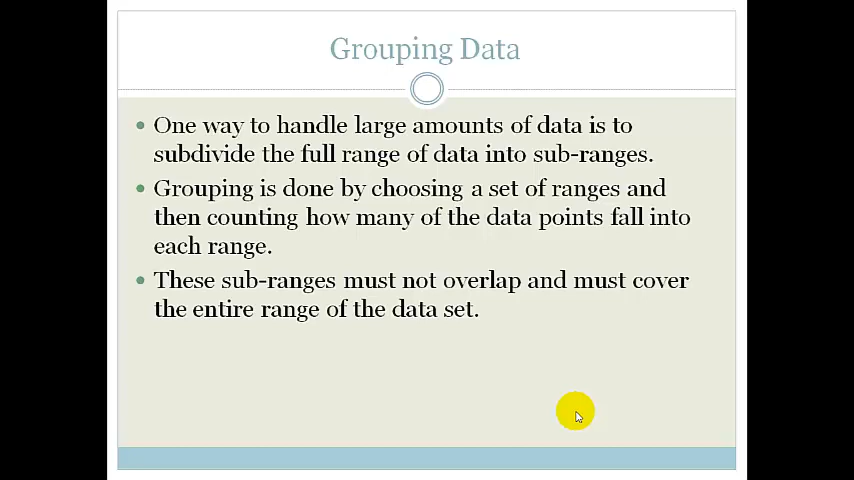 Grouping Data
• One way to handle large amounts of data is to
subdivide the full range of data into sub-ranges.
• Grouping is done by choosing a set of ranges and
then counting how many of the data points fall into
each range.
• These sub-ranges must not overlap and must cover
the entire range of the data set.